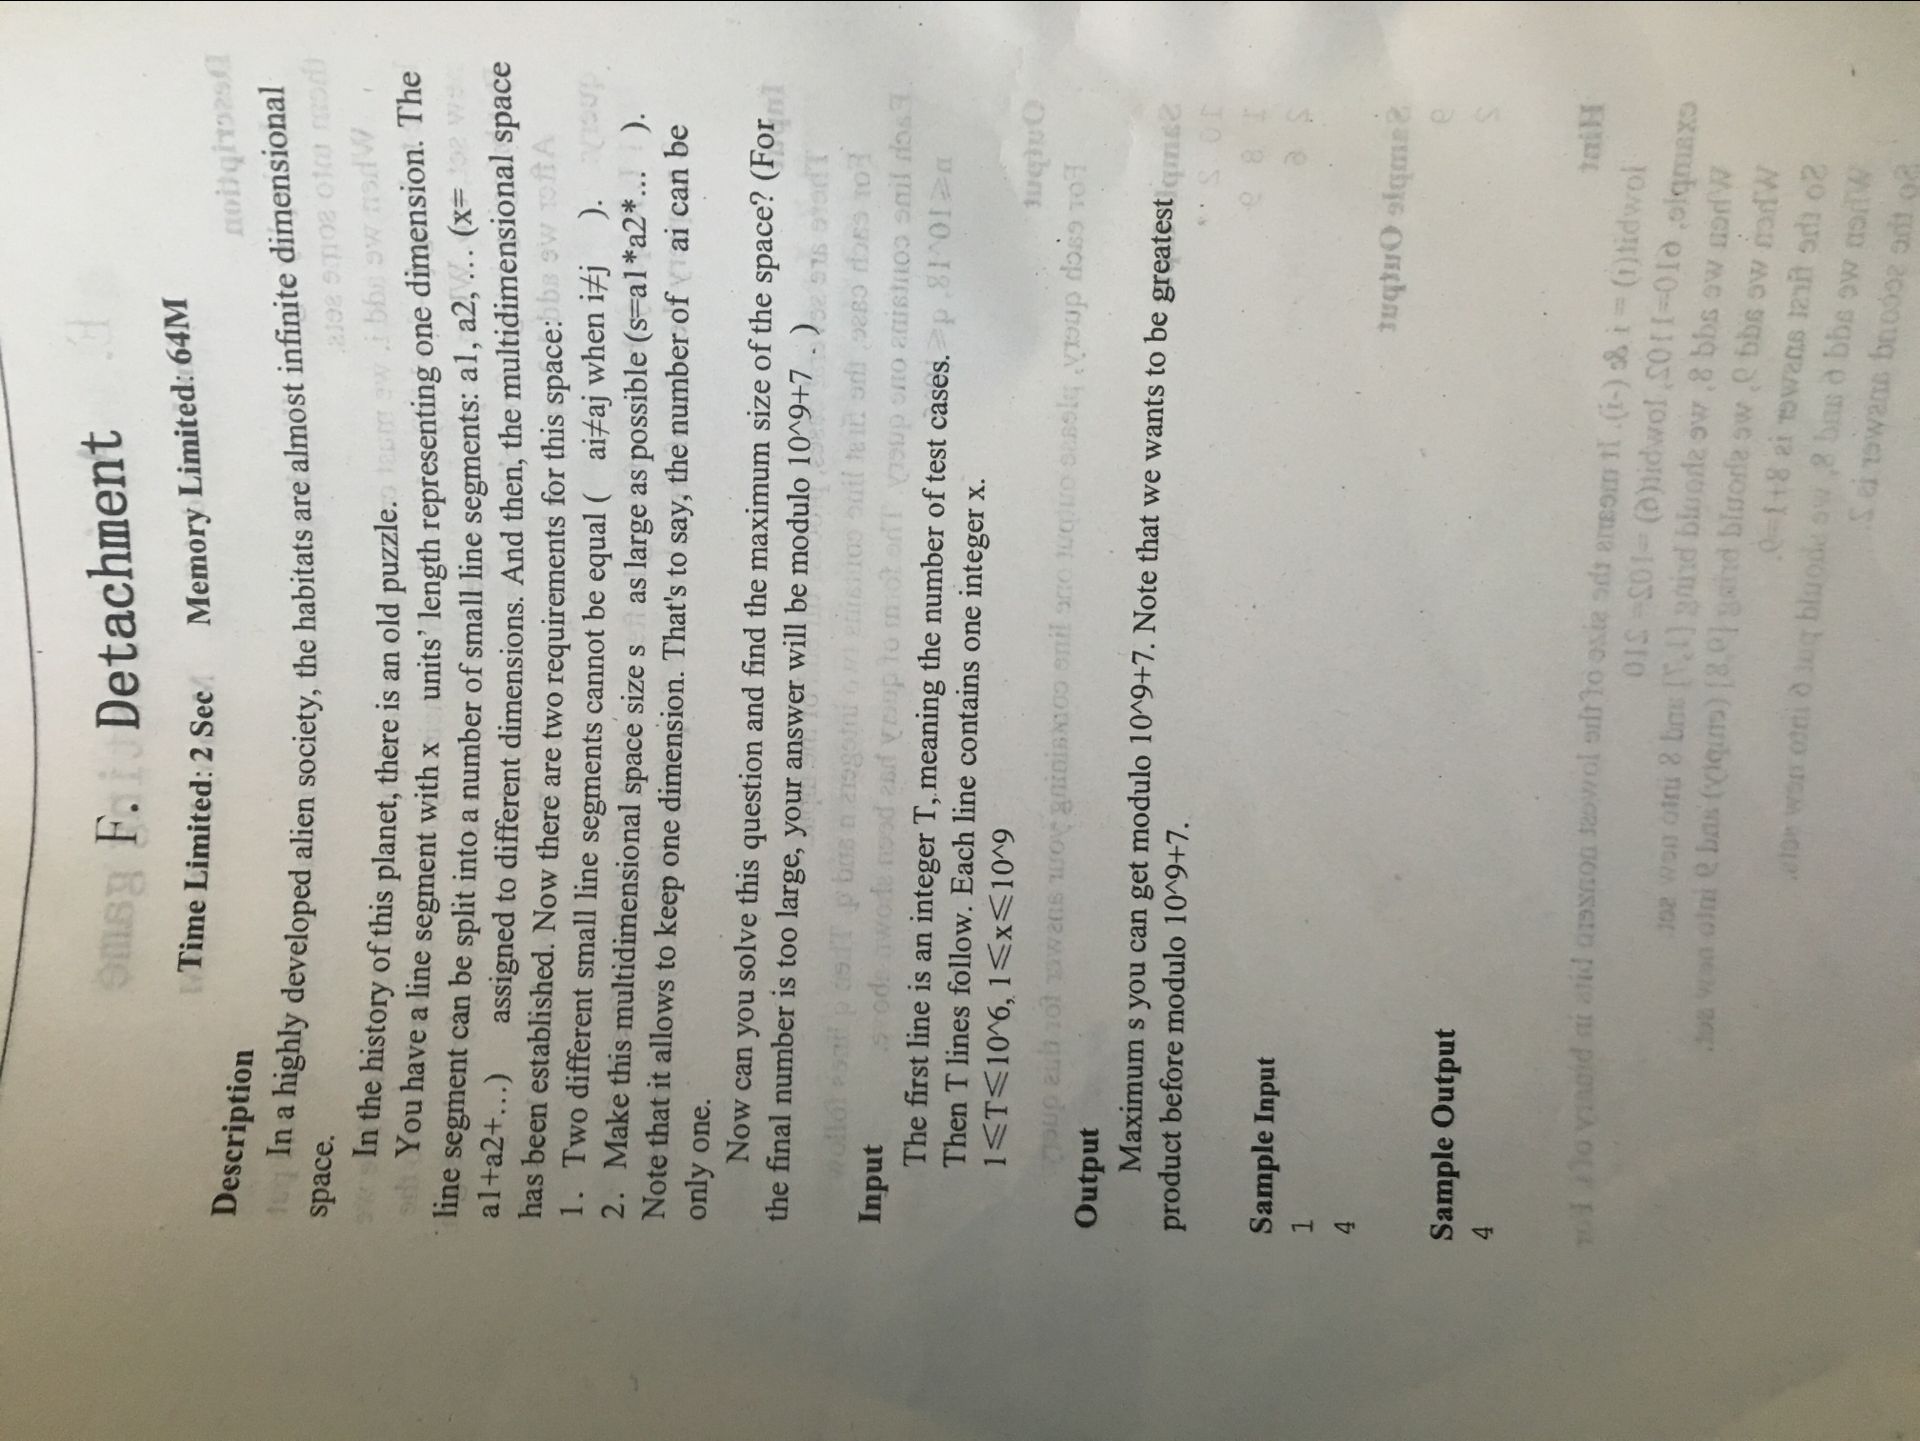 F. Detachment
Time Limited: 2 Sec Memory Limited: 64M
Description
In a highly developed alien society, the habitats are almost infinite dimensional
space.
In the history of this planet, there is an old puzzle.
You have a line segment with x units' length representing one dimension. The
line segment can be split into a number of small line segments: a1, a2, … (x=
a1+a2+…) assigned to different dimensions. And then, the multidimensional space
has been established. Now there are two requirements for this space:
1. Two different small line segments cannot be equal ( ai≠aj when i≠j ).
2. Make this multidimensional space size s as large as possible (s=a1*a2*... ).
Note that it allows to keep one dimension. That's to say, the number of ai can be
only one.
Now can you solve this question and find the maximum size of the space? (For
the final number is too large, your answer will be modulo 10^9+7 )
Input
The first line is an integer T, meaning the number of test cases.
Then T lines follow. Each line contains one integer x.
1≤T≤10^6, 1≤x≤10^9
Output
Maximum s you can get modulo 10^9+7. Note that we wants to be greatest
product before modulo 10^9+7.
Sample Input
1
4
Sample Output
4